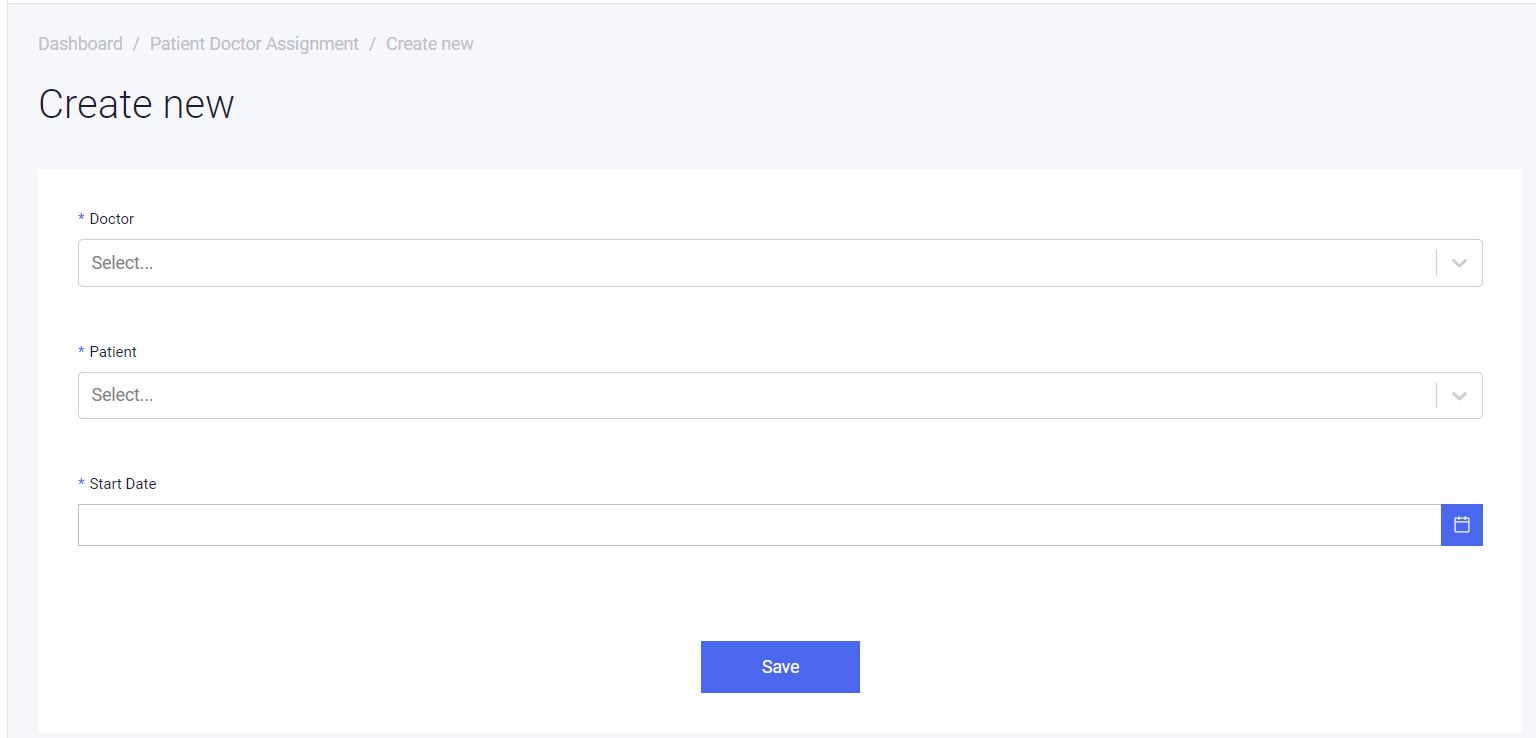 Dashboard / Patient Doctor Assignment / Create new
Create new
* Doctor
Select...
* Patient
Select...
* Start Date
Save